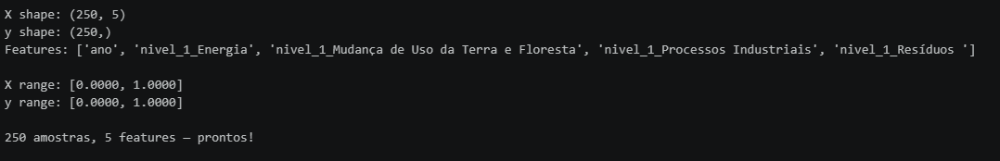 X shape: (250, 5)
y shape: (250,)
Features: ['ano', 'nivel_1_Energia', 'nivel_1_Mudança de Uso da Terra e Floresta', 'nivel_1_Processos Industriais', 'nivel_1_Resíduos ']
X range: [0.0000, 1.0000]
y range: [0.0000, 1.0000]
250 amostras, 5 features — prontos!